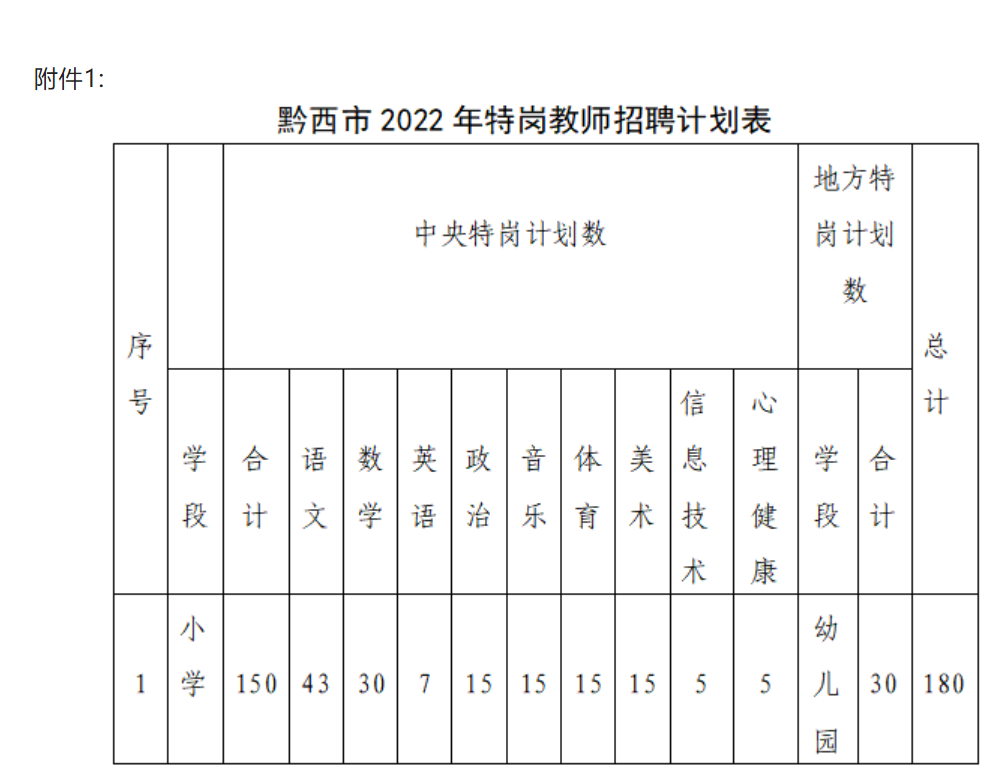 附件1:
黔西市 2022 年特岗教师招聘计划表
序号 中央特岗计划数 地方特岗计划数 总计
学段 合计 语文 数学 英语 政治 音乐 体育 美术 信息技术 心理健康 学段 合计
1 小学 150 43 30 7 15 15 15 15 5 5 幼儿园 30 180